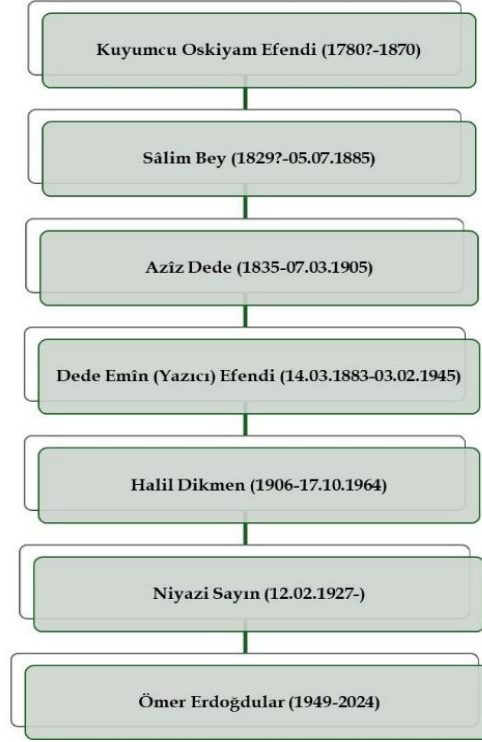 Kuyumcu Oskiyam Efendi (1780?-1870)
Sâlim Bey (1829?-05.07.1885)
Azîz Dede (1835-07.03.1905)
Dede Emîn (Yazıcı) Efendi (14.03.1883-03.02.1945)
Halil Dikmen (1906-17.10.1964)
Niyazi Sayın (12.02.1927-)
Ömer Erdoğdular (1949-2024)